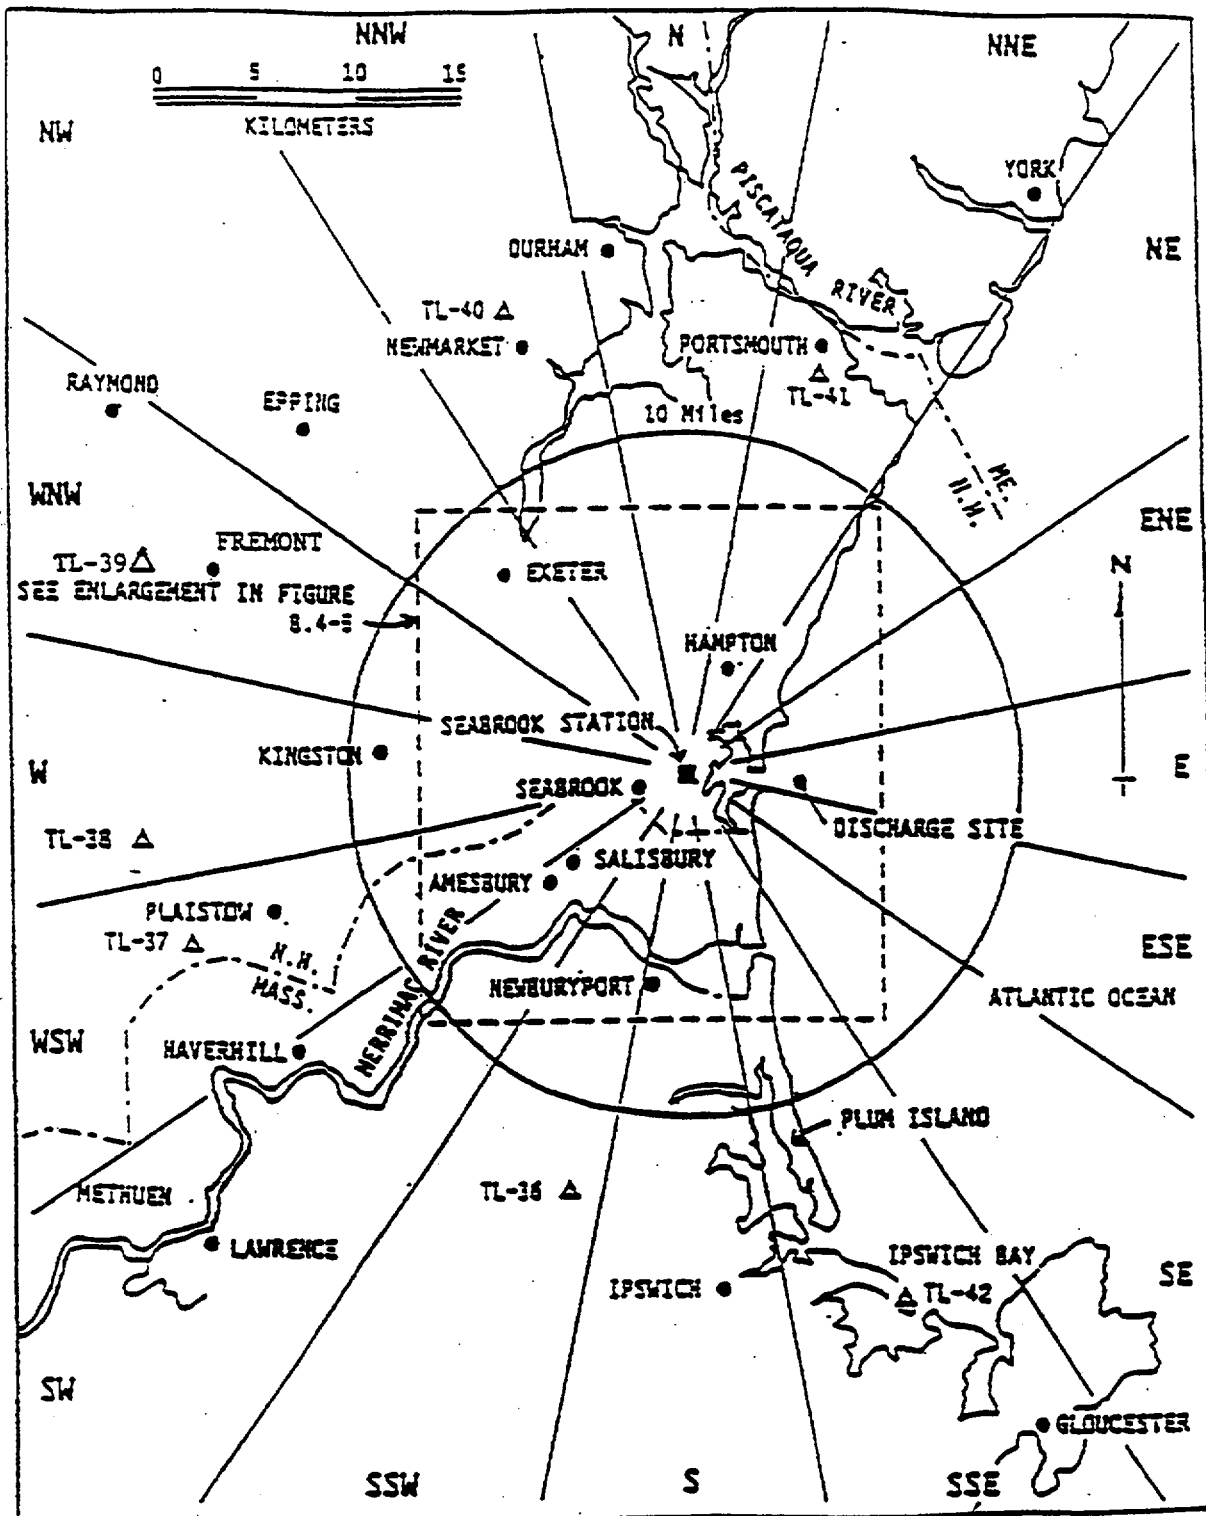 NNW
N
NNE
0 5 10 15
KILOMETERS
NW
YORK
PISCATAQUA
RIVER
DURHAM
NE
TL-40
NEWMARKET
PORTSMOUTH
TL-41
RAYMOND
EPPING
10 Miles
WNW
ME.
N.H.
ENE
FREMONT
TL-39
SEE ENLARGEMENT IN FIGURE
EXETER
N
HAMPTON
SEABROOK STATION
KINGSTON
W
E
SEABROOK
DISCHARGE SITE
TL-38
SALISBURY
AMESBURY
PLAISTOW
TL-37
N.H.
MASS.
MERRIMAC RIVER
ESE
NEWBURYPORT
ATLANTIC OCEAN
WSW
HAVERHILL
PLUM ISLAND
METHUEN
TL-36
LAWRENCE
IPSWICH BAY
SE
IPSWICH
TL-42
SW
GLOUCESTER
SSW
S
SSE